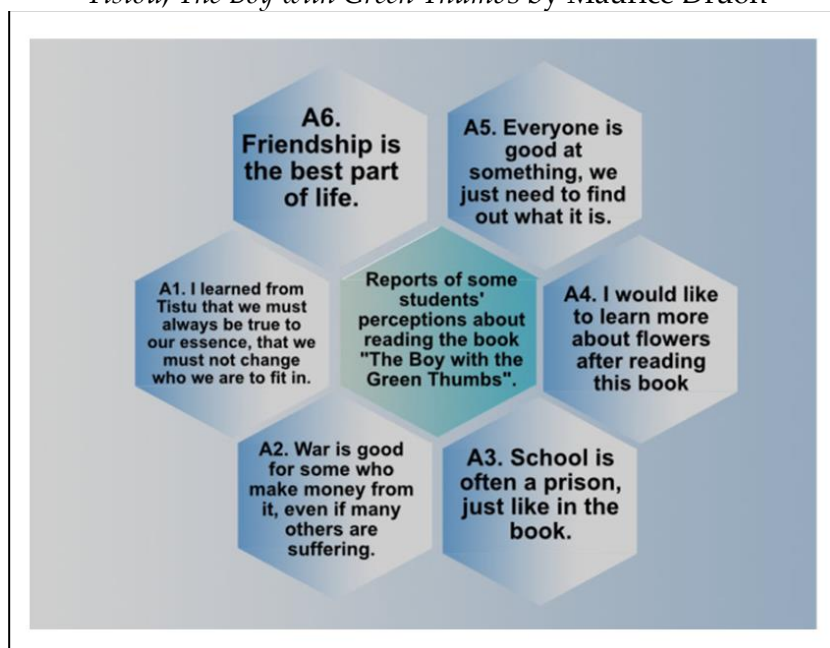 Tistou, The Boy with Green Thumbs by Maurice Druon
A6.
Friendship is
the best part
of life.
A5. Everyone is
good at
something, we
just need to find
out what it is.
A1. I learned from
Tistu that we must
always be true to
our essence, that we
must not change
who we are to fit in.
Reports of some
students'
perceptions about
reading the book
"The Boy with the
Green Thumbs".
A4. I would like
to learn more
about flowers
after reading
this book
A2. War is good
for some who
make money from
it, even if many
others are
suffering.
A3. School is
often a prison,
just like in the
book.